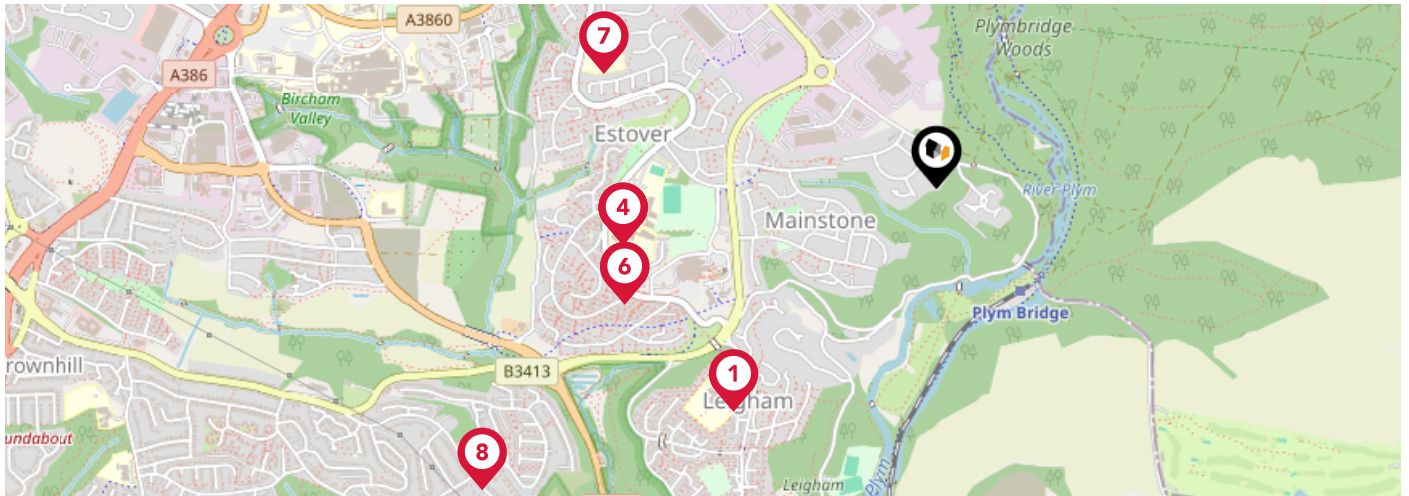 A3860
7
Plymbridge
Woods
A386
Bircham
Valley
Estover
River Plym
4
Mainstone
6
Plym Bridge
rownhill
B3413
1
Leigham
undabout
8
Leigham
Plym